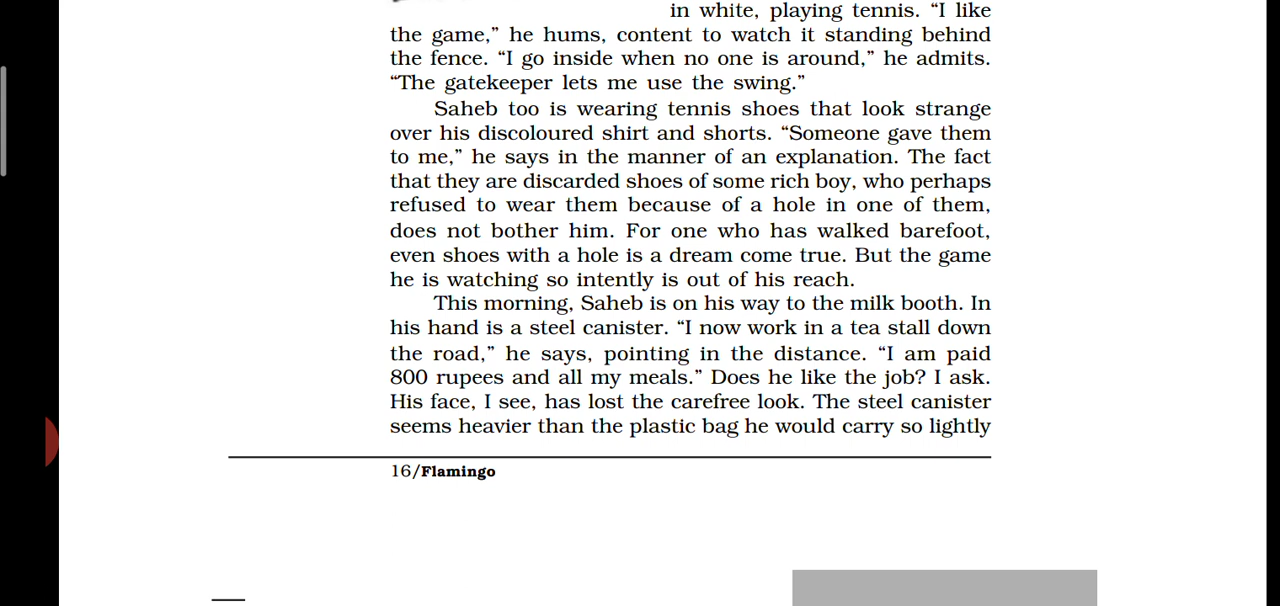 in white, playing tennis. “I like
the game,” he hums, content to watch it standing behind
the fence. “I go inside when no one is around,” he admits.
“The gatekeeper lets me use the swing.”
Saheb too is wearing tennis shoes that look strange
over his discoloured shirt and shorts. “Someone gave them
to me,” he says in the manner of an explanation. The fact
that they are discarded shoes of some rich boy, who perhaps
refused to wear them because of a hole in one of them,
does not bother him. For one who has walked barefoot,
even shoes with a hole is a dream come true. But the game
he is watching so intently is out of his reach.
This morning, Saheb is on his way to the milk booth. In
his hand is a steel canister. “I now work in a tea stall down
the road,” he says, pointing in the distance. “I am paid
800 rupees and all my meals.” Does he like the job? I ask.
His face, I see, has lost the carefree look. The steel canister
seems heavier than the plastic bag he would carry so lightly
16/Flamingo